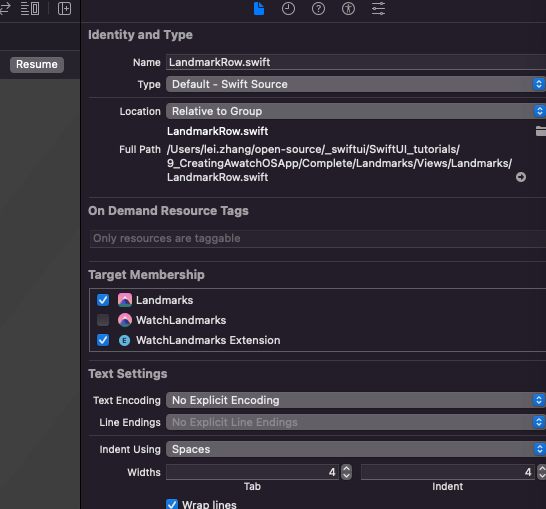 Identity and Type
Resume
Name LandmarkRow.swift
Type Default - Swift Source
Location Relative to Group
LandmarkRow.swift
Full Path /Users/lei.zhang/open-source/_swiftui/SwiftUI_tutorials/
9_CreatingAwatchOSApp/Complete/Landmarks/Views/Landmarks/
LandmarkRow.swift
On Demand Resource Tags
Only resources are taggable
Target Membership
Landmarks
WatchLandmarks
E WatchLandmarks Extension
Text Settings
Text Encoding No Explicit Encoding
Line Endings No Explicit Line Endings
Indent Using Spaces
Widths 4 4
Tab Indent
Wrap lines